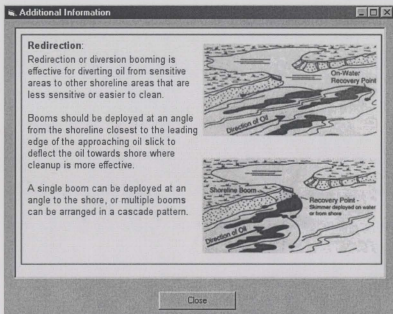 Additional Information
Redirection:
Redirection or diversion booming is
effective for diverting oil from sensitive
areas to other shoreline areas that are
less sensitive or easier to clean.
Booms should be deployed at an angle
from the shoreline closest to the leading
edge of the approaching oil slick to
deflect the oil towards shore where
cleanup is more effective.
A single boom can be deployed at an
angle to the shore, or multiple booms
can be arranged in a cascade pattern.
On-Water
Recovery Point
Direction of Oil
Shoreline Boom
Recovery Point -
Skimmer deployed on water
or from shore
Direction of Oil
Close